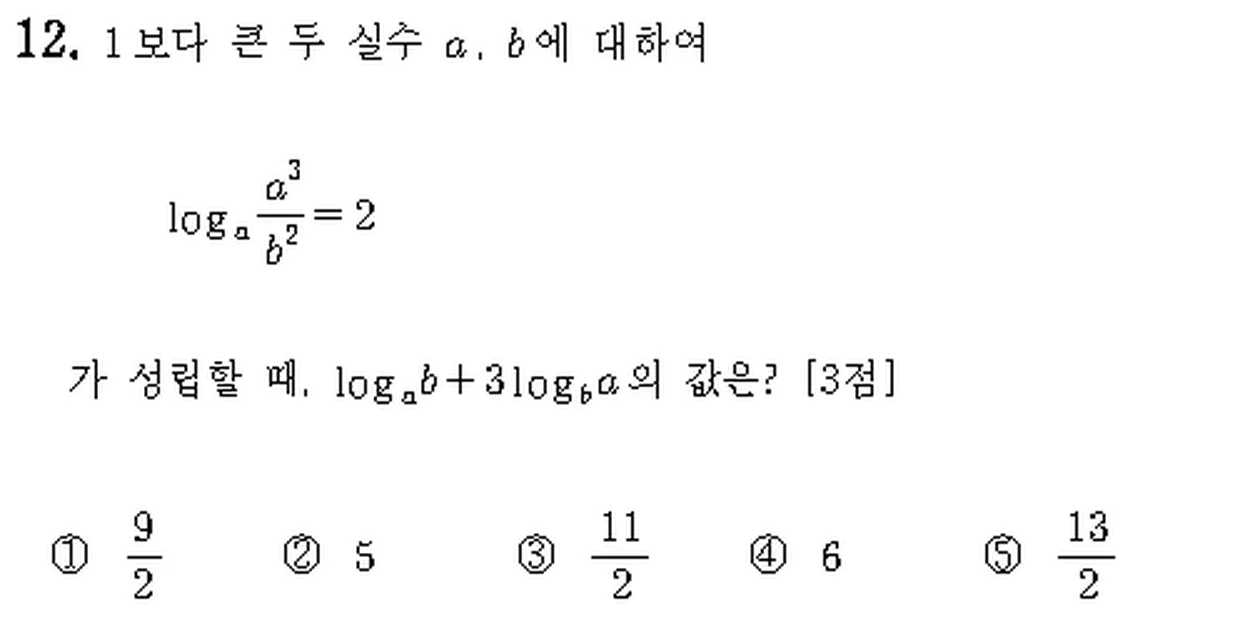 12. 1보다 큰 두 실수 a, b에 대하여
log_a a^3/b^2 = 2
가 성립할 때, log_a b + 3log_b a의 값은? [3점]
① 9/2 ② 5 ③ 11/2 ④ 6 ⑤ 13/2